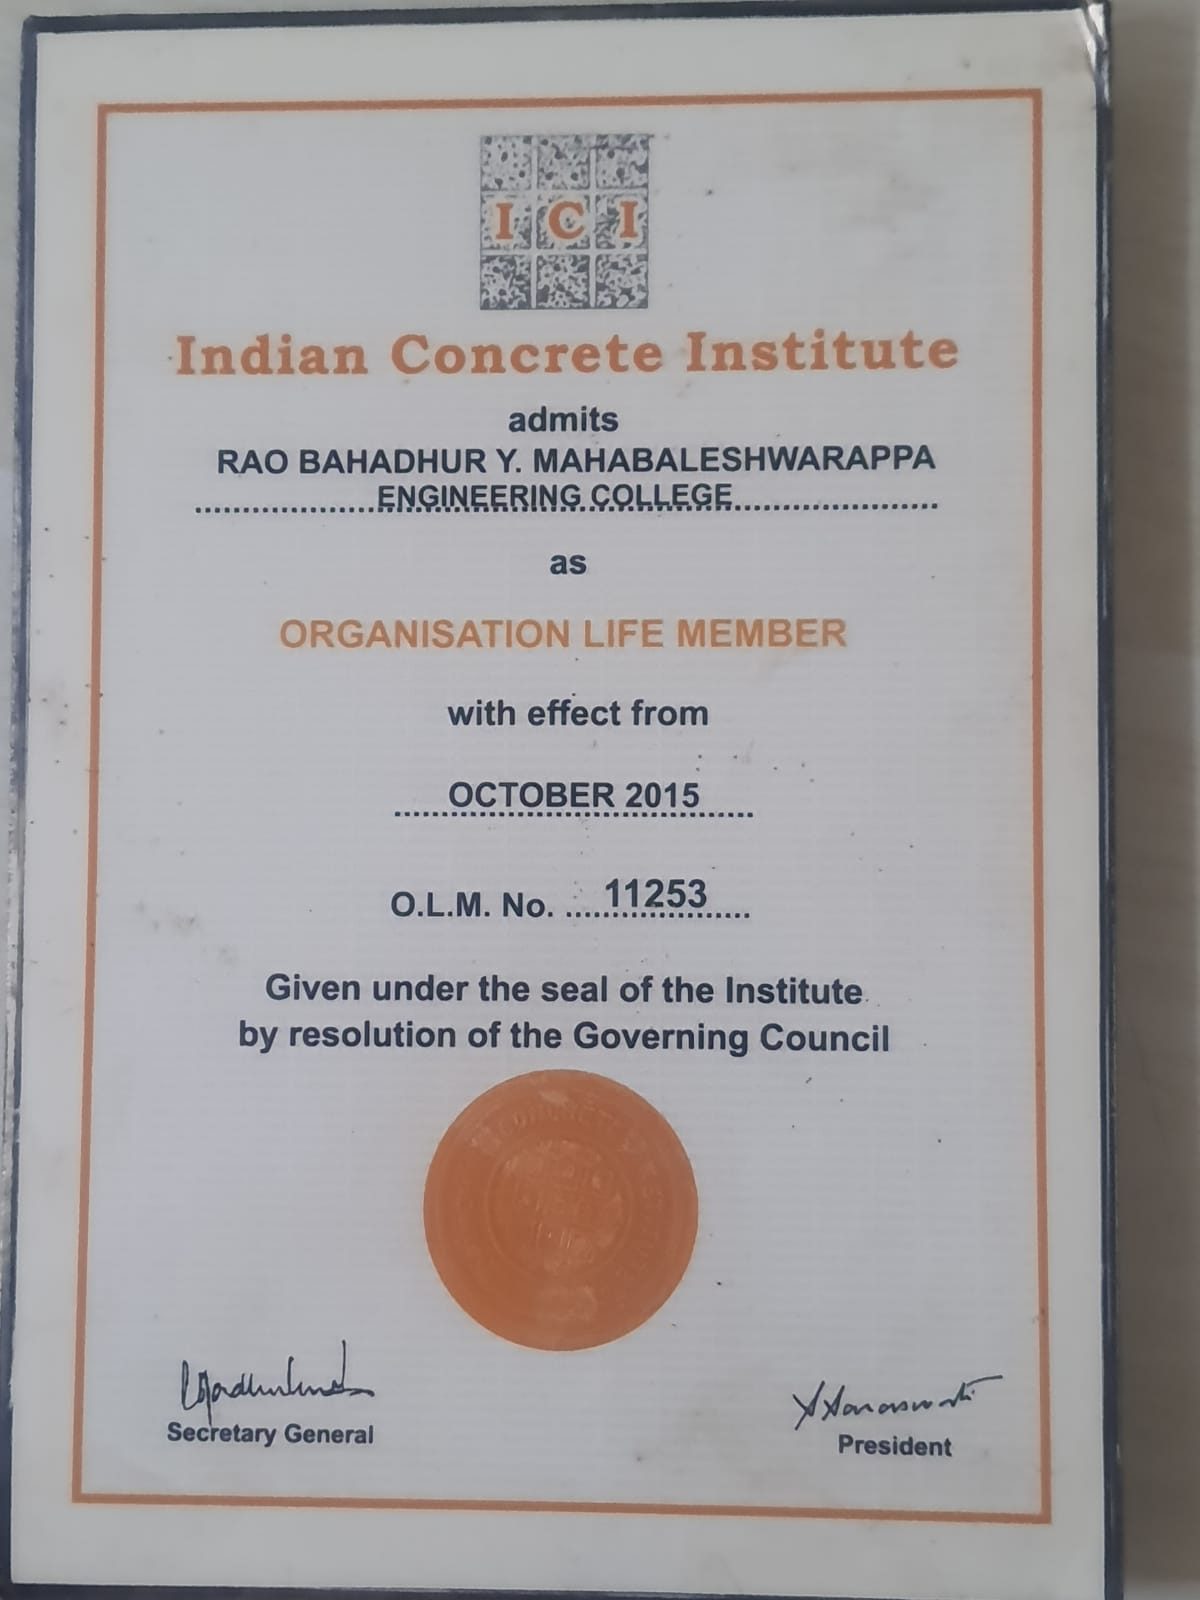 I C I
Indian Concrete Institute
admits
RAO BAHADHUR Y. MAHABALESHWARAPPA
ENGINEERING COLLEGE
as
ORGANISATION LIFE MEMBER
with effect from
OCTOBER 2015
O.L.M. No. 11253
Given under the seal of the Institute
by resolution of the Governing Council
Secretary General
President